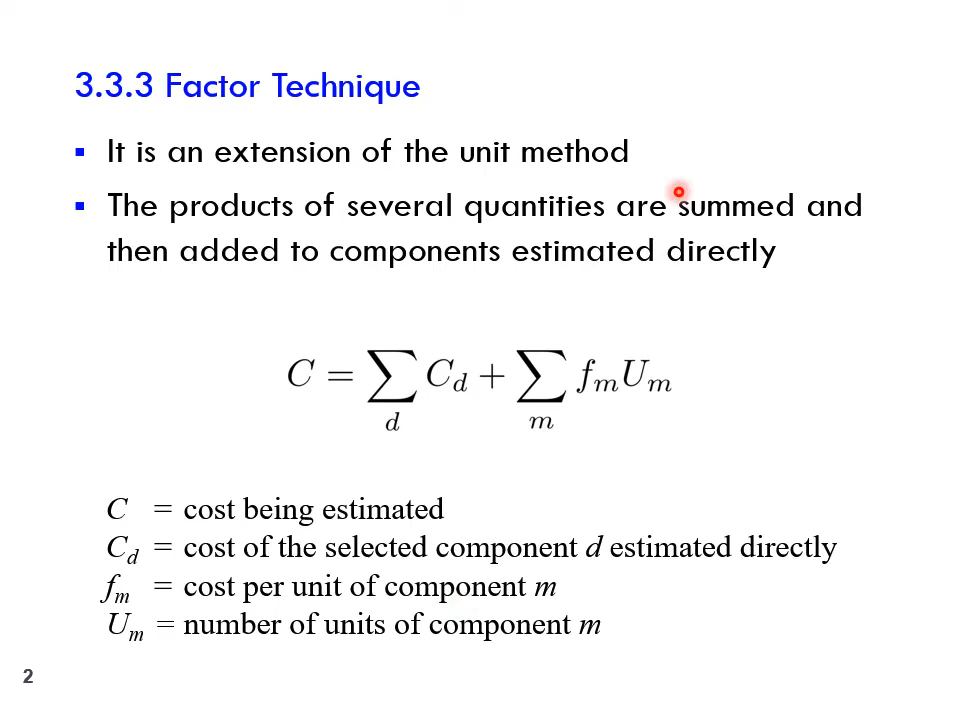 3.3.3 Factor Technique
▪ It is an extension of the unit method
▪ The products of several quantities are summed and
then added to components estimated directly
C = ∑_d C_d + ∑_m f_m U_m
C = cost being estimated
C_d = cost of the selected component d estimated directly
f_m = cost per unit of component m
U_m = number of units of component m
2